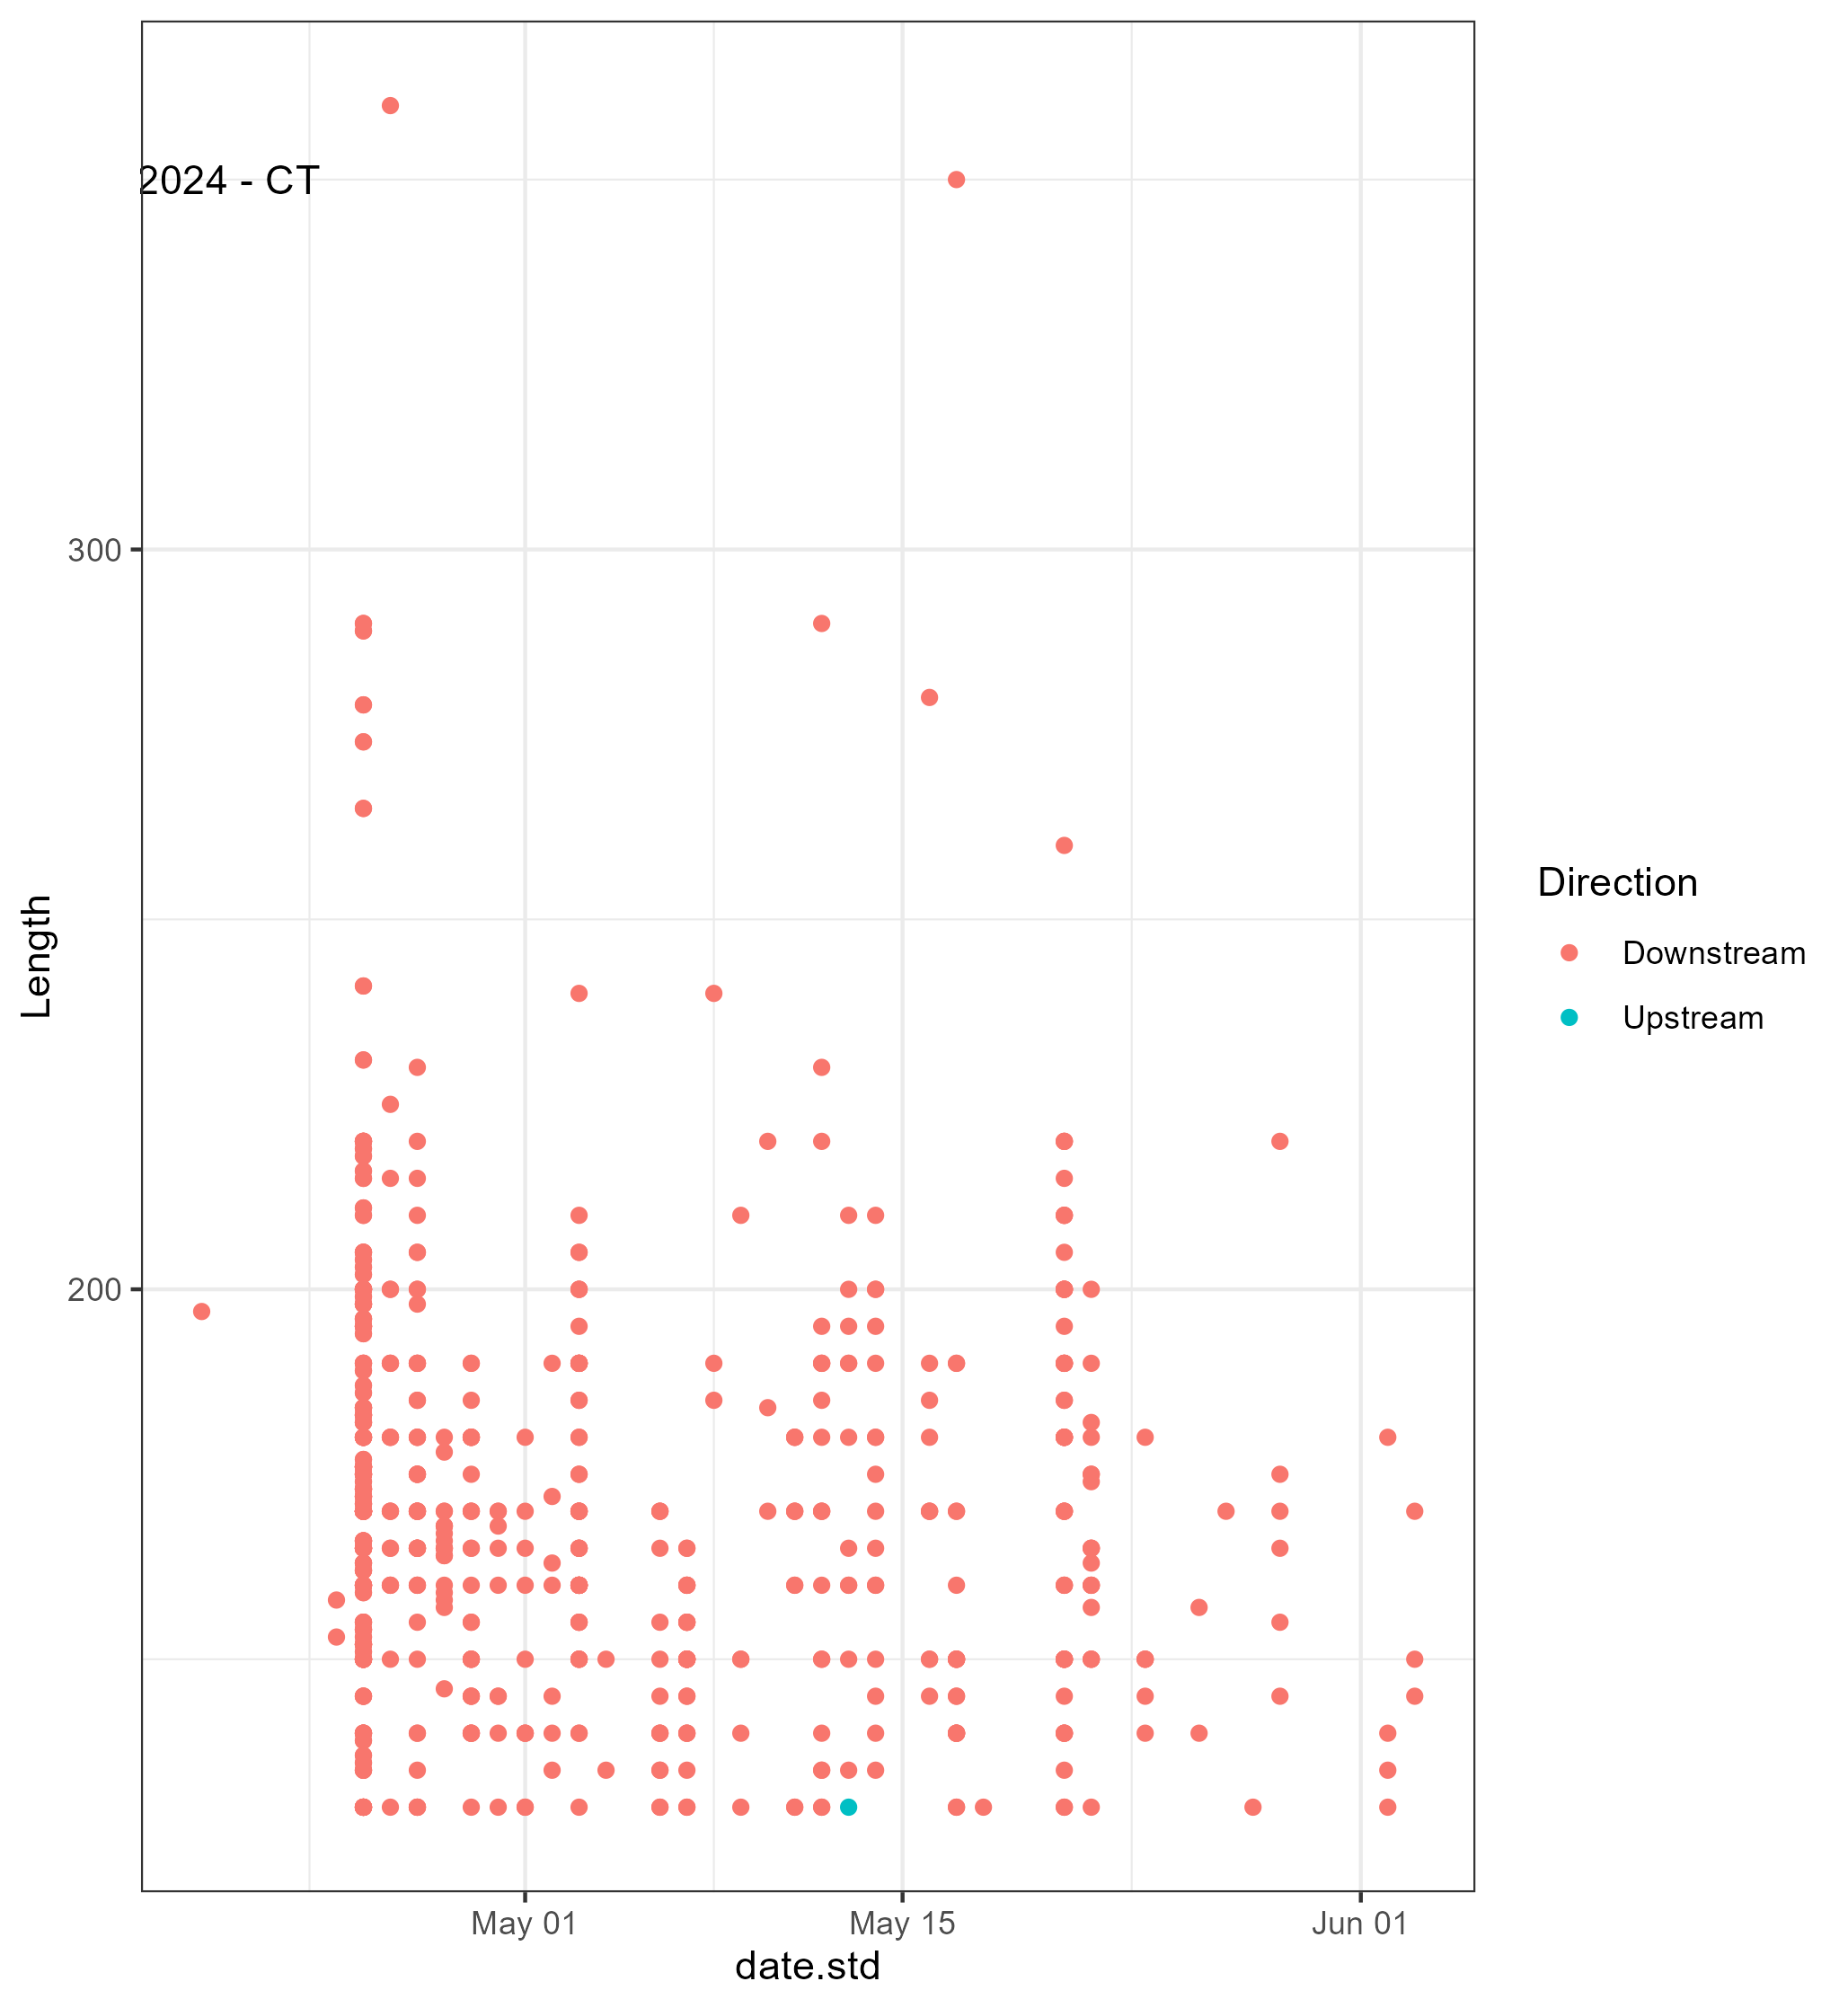 2024 - CT
300
200
Length
May 01
May 15
Jun 01
date.std
Direction
Downstream
Upstream